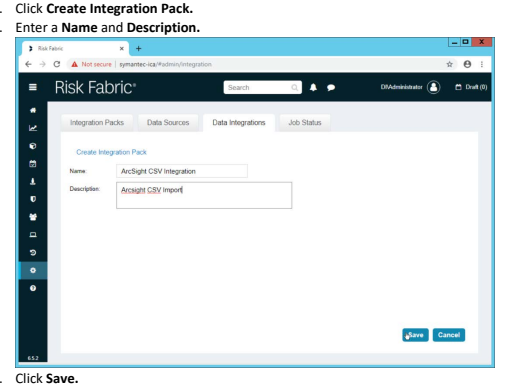 . Click Create Integration Pack.
. Enter a Name and Description.
Risk Fabric
Not secure | symantec-ica/#admin/integration
Risk Fabric®
Search
DI\Administrator
Draft (0)
Integration Packs
Data Sources
Data Integrations
Job Status
Create Integration Pack
Name:
ArcSight CSV Integration
Description:
Arcsight CSV Import
Save
Cancel
6.5.2
. Click Save.